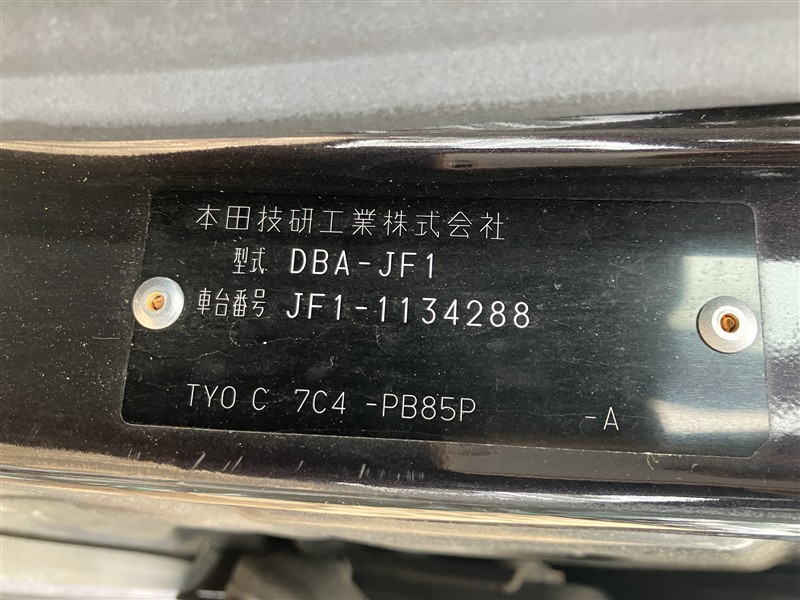 本田技研工業株式会社
型式 DBA-JF1
車台番号 JF1-1134288
TYO C 7C4 -PB85P -A